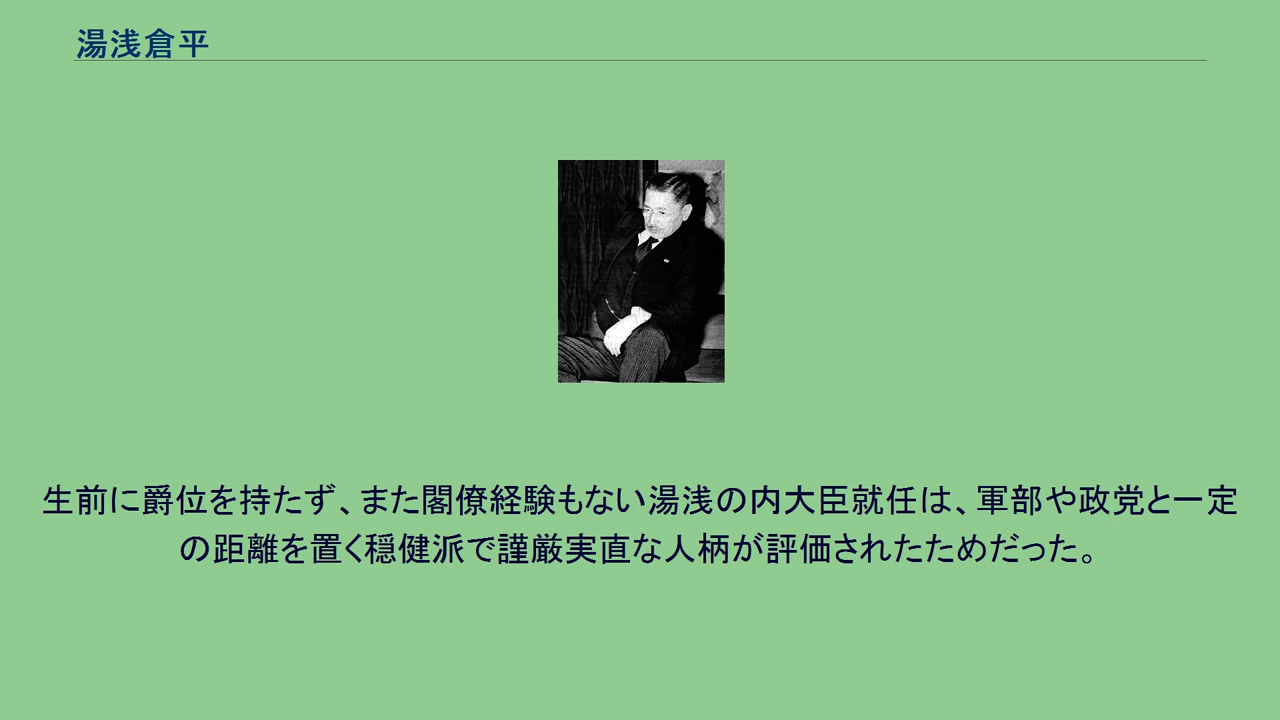 湯浅倉平
生前に爵位を持たず、また閣僚経験もない湯浅の内大臣就任は、軍部や政党と一定
の距離を置く穏健派で謹厳実直な人柄が評価されたためだった。